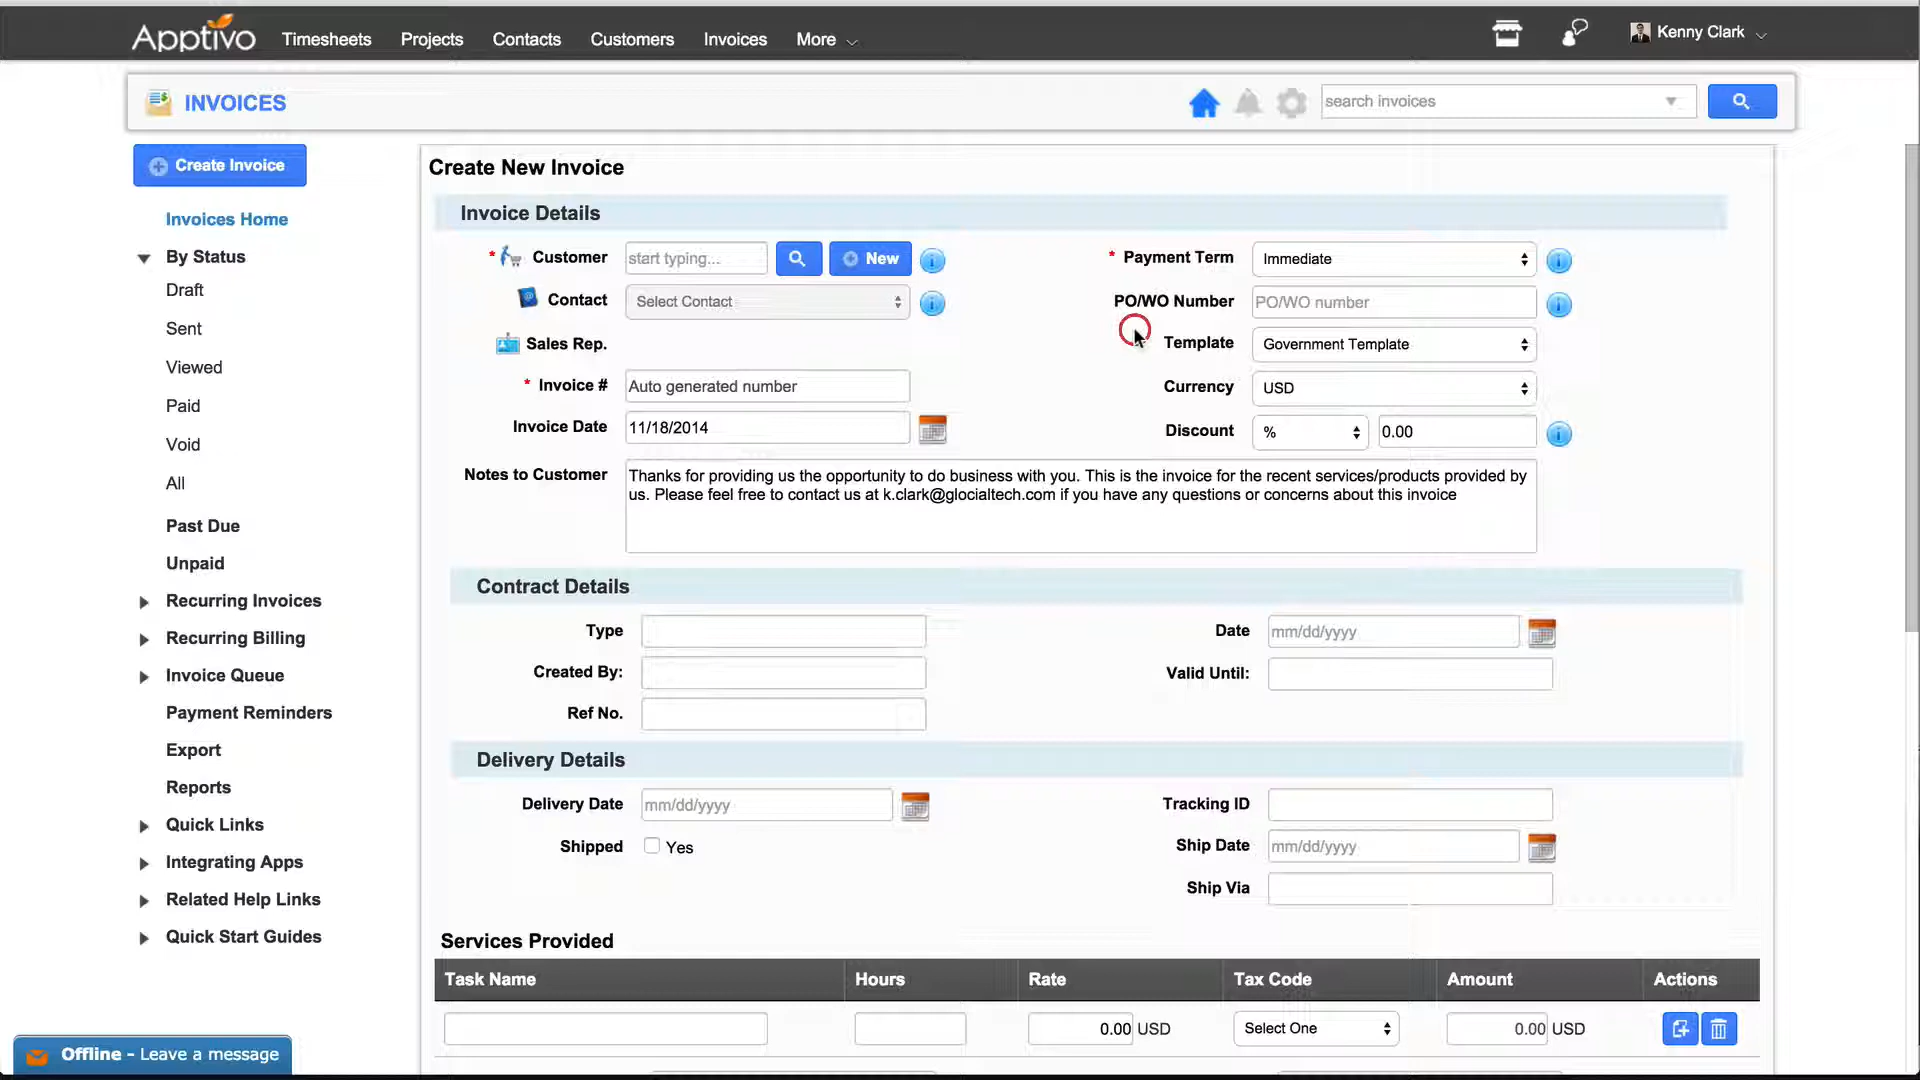 Apptivo Timesheets Projects Contacts Customers Invoices More Kenny Clark
INVOICES search invoices
Create Invoice
Invoices Home
By Status
Draft
Sent
Viewed
Paid
Void
All
Past Due
Unpaid
Recurring Invoices
Recurring Billing
Invoice Queue
Payment Reminders
Export
Reports
Quick Links
Integrating Apps
Related Help Links
Quick Start Guides
Offline - Leave a message
Create New Invoice
Invoice Details
* Customer start typing... New * Payment Term Immediate
Contact Select Contact PO/WO Number PO/WO number
Sales Rep. Template Government Template
* Invoice # Auto generated number Currency USD
Invoice Date 11/18/2014 Discount % 0.00
Notes to Customer Thanks for providing us the opportunity to do business with you. This is the invoice for the recent services/products provided by
us. Please feel free to contact us at k.clark@glocialtech.com if you have any questions or concerns about this invoice
Contract Details
Type Date mm/dd/yyyy
Created By: Valid Until:
Ref No.
Delivery Details
Delivery Date mm/dd/yyyy Tracking ID
Shipped Yes Ship Date mm/dd/yyyy
Ship Via
Services Provided
Task Name Hours Rate Tax Code Amount Actions
0.00 USD Select One 0.00 USD